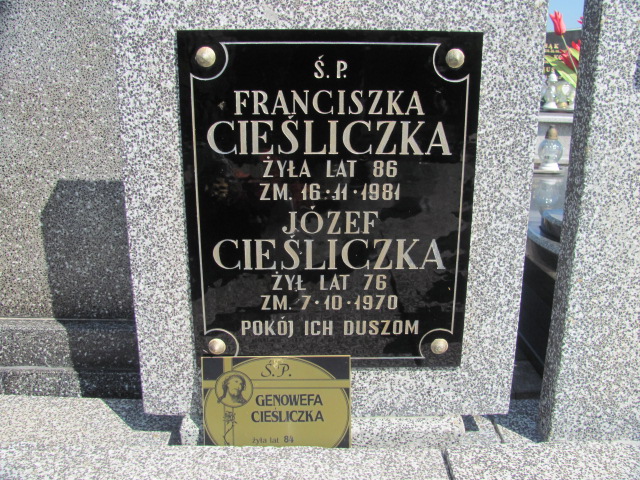 Ś. P.
FRANCISZKA
CIEŚLICZKA
ŻYŁA LAT 86
ZM. 16·11·1981
JÓZEF
CIEŚLICZKA
ŻYŁ LAT 76
ZM. 7·10·1970
POKÓJ ICH DUSZOM
Ś.P.
GENOWEFA
CIEŚLICZKA
żyła lat